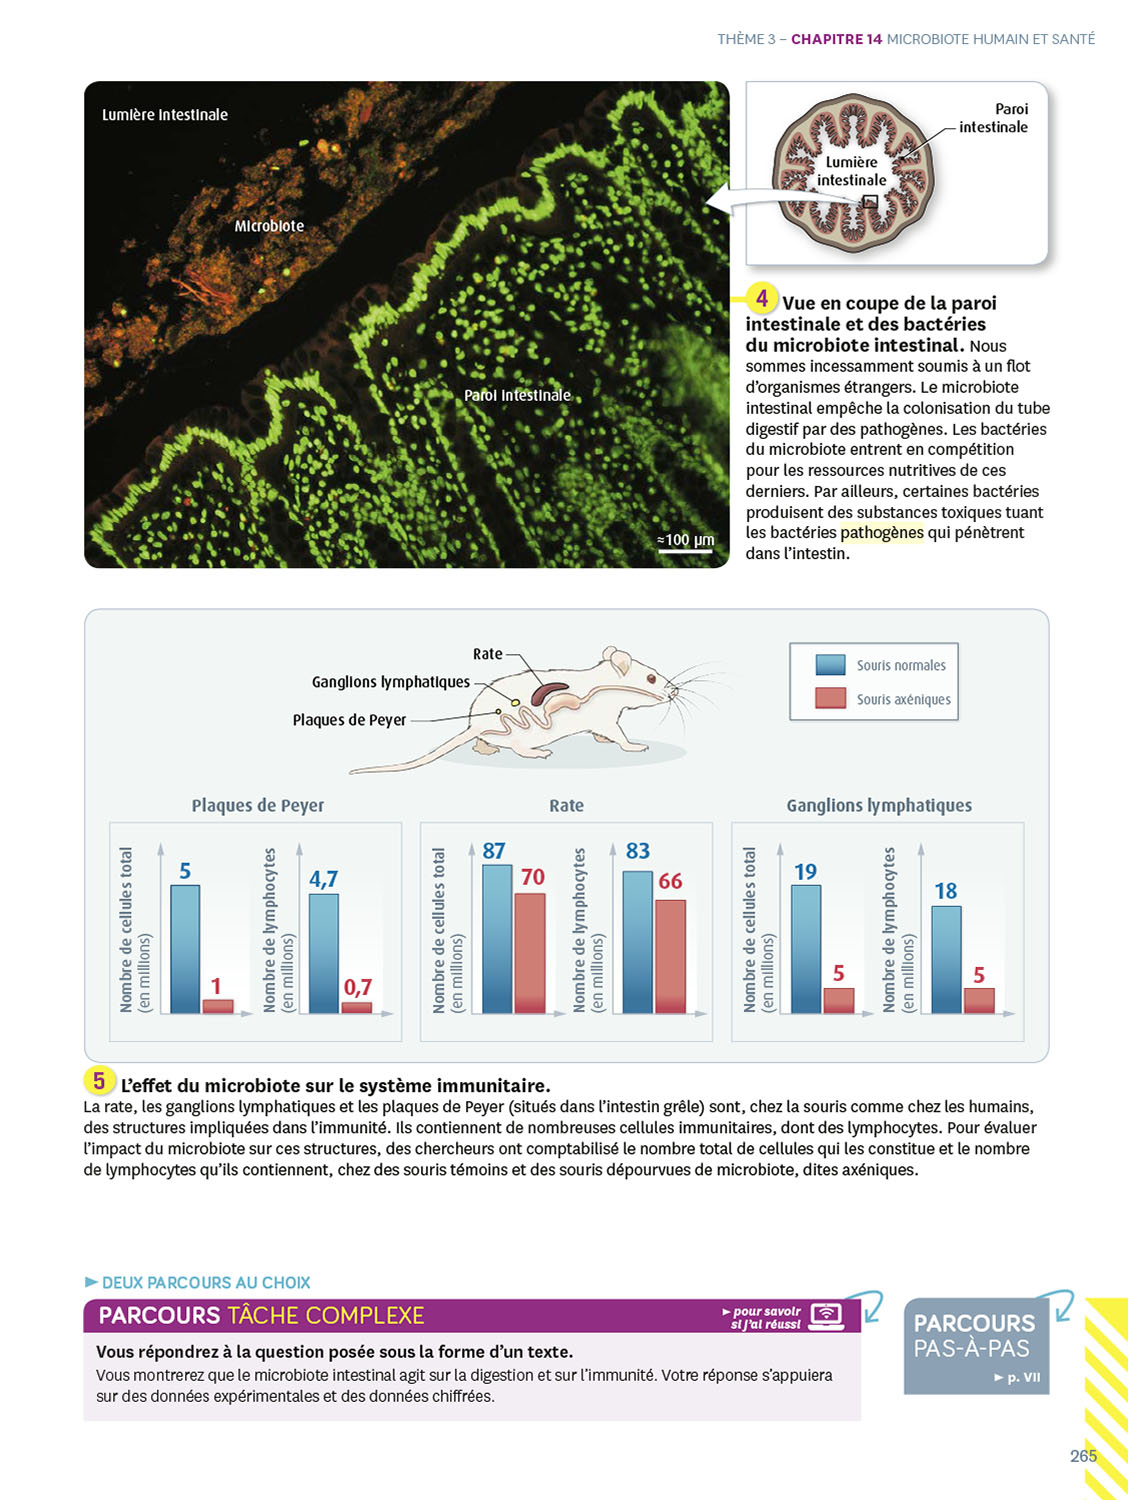 THÈME 3 – CHAPITRE 14 MICROBIOTE HUMAIN ET SANTÉ
Lumière intestinale
Microbiote
Paroi intestinale
≈100 µm
Paroi
intestinale
Lumière
intestinale
4 Vue en coupe de la paroi
intestinale et des bactéries
du microbiote intestinal. Nous
sommes incessamment soumis à un flot
d’organismes étrangers. Le microbiote
intestinal empêche la colonisation du tube
digestif par des pathogènes. Les bactéries
du microbiote entrent en compétition
pour les ressources nutritives de ces
derniers. Par ailleurs, certaines bactéries
produisent des substances toxiques tuant
les bactéries pathogènes qui pénètrent
dans l’intestin.
Rate
Ganglions lymphatiques
Plaques de Peyer
Souris normales
Souris axéniques
Plaques de Peyer
Nombre de cellules total
(en millions)
5
1
Nombre de lymphocytes
(en millions)
4,7
0,7
Rate
Nombre de cellules total
(en millions)
87
70
Nombre de lymphocytes
(en millions)
83
66
Ganglions lymphatiques
Nombre de cellules total
(en millions)
19
5
Nombre de lymphocytes
(en millions)
18
5
5 L’effet du microbiote sur le système immunitaire.
La rate, les ganglions lymphatiques et les plaques de Peyer (situés dans l’intestin grêle) sont, chez la souris comme chez les humains,
des structures impliquées dans l’immunité. Ils contiennent de nombreuses cellules immunitaires, dont des lymphocytes. Pour évaluer
l’impact du microbiote sur ces structures, des chercheurs ont comptabilisé le nombre total de cellules qui les constitue et le nombre
de lymphocytes qu’ils contiennent, chez des souris témoins et des souris dépourvues de microbiote, dites axéniques.
► DEUX PARCOURS AU CHOIX
PARCOURS TÂCHE COMPLEXE
► pour savoir
si j’ai réussi
Vous répondrez à la question posée sous la forme d’un texte.
Vous montrerez que le microbiote intestinal agit sur la digestion et sur l’immunité. Votre réponse s’appuiera
sur des données expérimentales et des données chiffrées.
PARCOURS
PAS-À-PAS
► p. VII
265